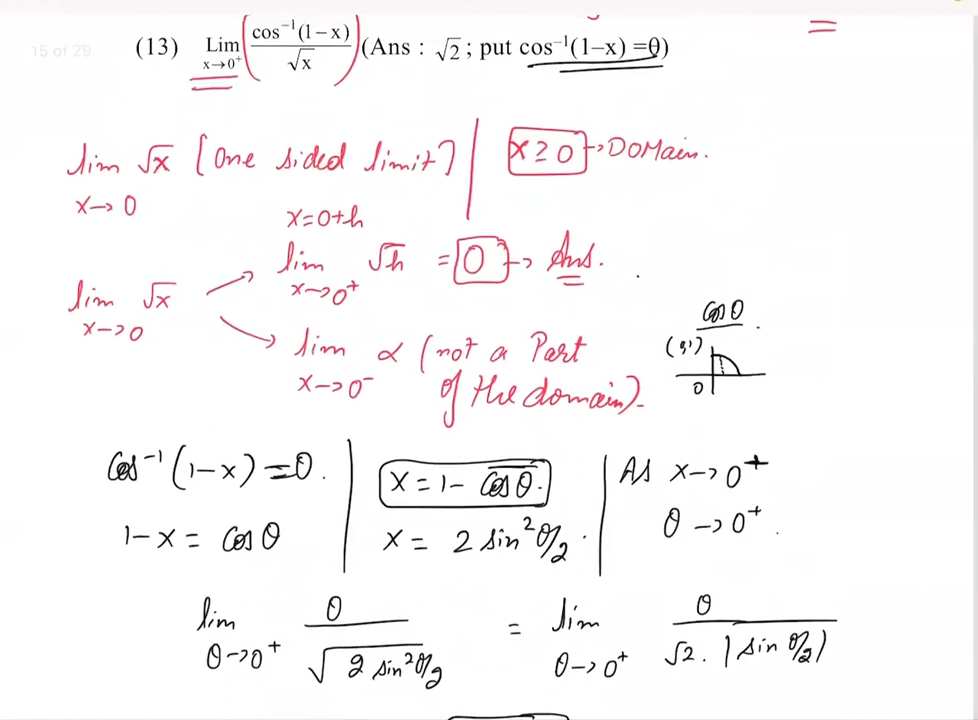 15 of 29
(13) Lim x→0⁺ (cos⁻¹(1−x) / √x) (Ans : √2 ; put cos⁻¹(1−x) =θ)
lim x→0 √x [One sided limit] | x ≥ 0 → DOMain.
x = 0+h
lim x→0⁺ √h = 0 → Ans.
lim x→0 √x
lim x→0⁻ α (not a Part of the domain).
cos θ
0
cos⁻¹(1−x) = θ. | x = 1 − cos θ. | As x→0⁺
1−x = cos θ | x = 2 sin² θ/2. | θ→0⁺.
lim θ→0⁺ θ / √(2 sin² θ/2) = lim θ→0⁺ θ / (√2. |sin θ/2|)